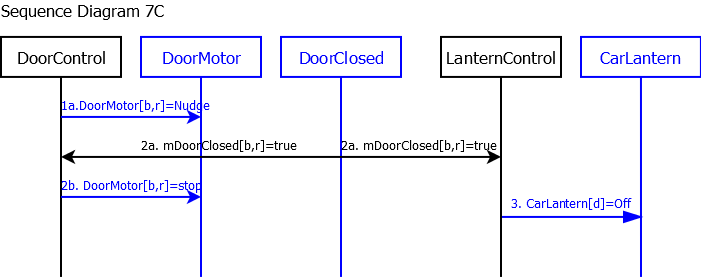 Sequence Diagram 7C
DoorControl
DoorMotor
DoorClosed
LanternControl
CarLantern
1a.DoorMotor[b,r]=Nudge
2a. mDoorClosed[b,r]=true
2a. mDoorClosed[b,r]=true
2b. DoorMotor[b,r]=stop
3. CarLantern[d]=Off